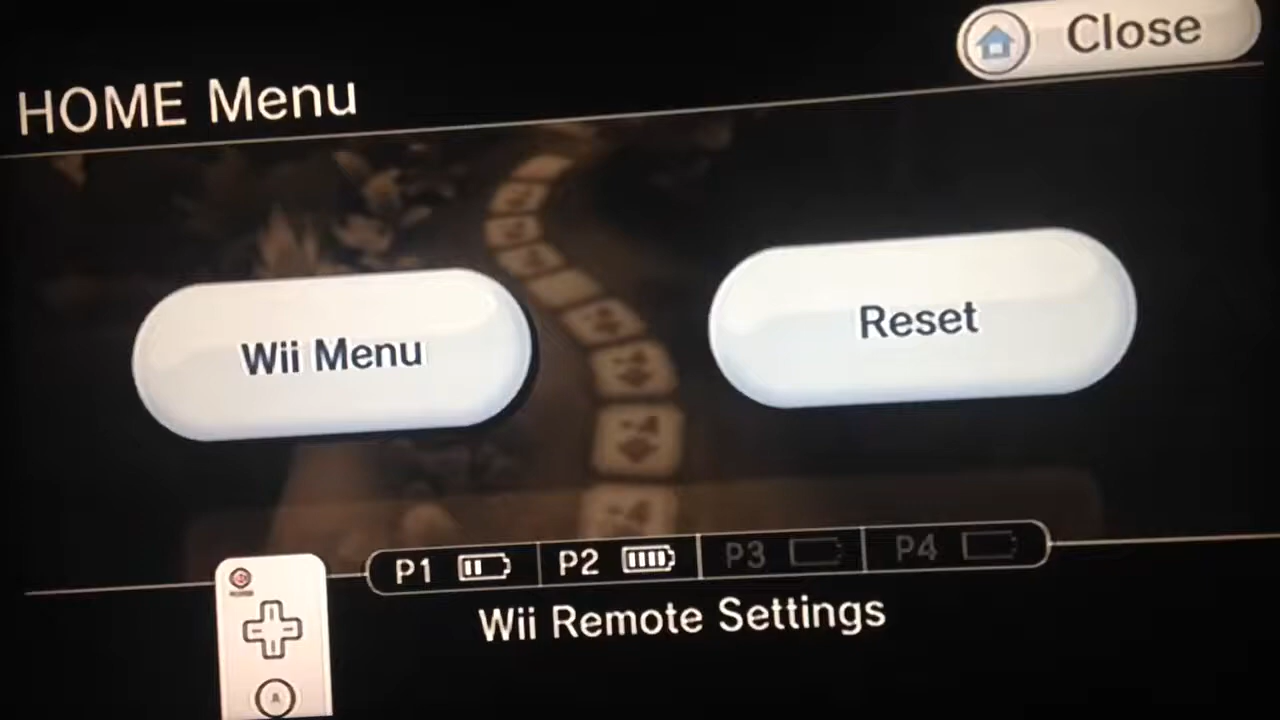 Close
HOME Menu
Wii Menu
Reset
P1 P2 P3 P4
Wii Remote Settings
A